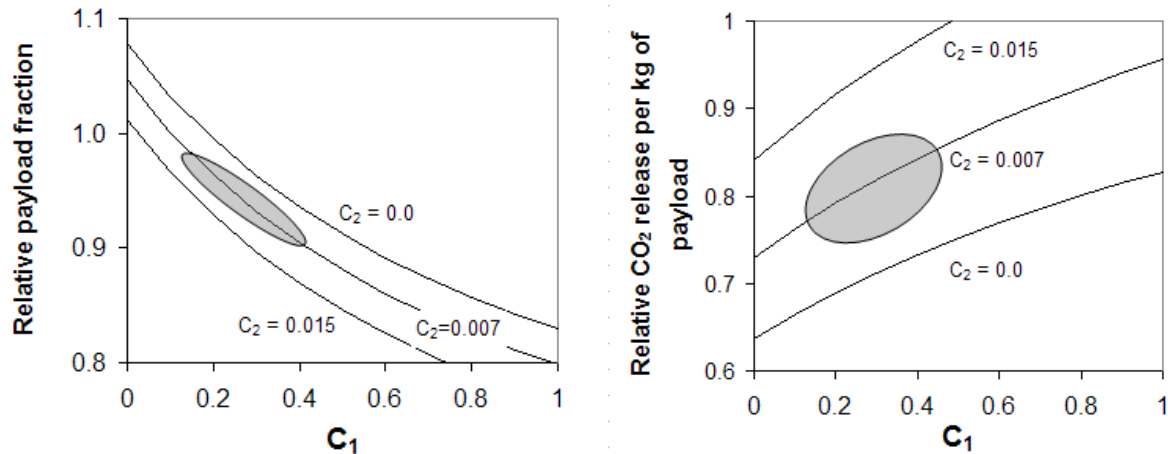 Relative payload fraction
1.1
1.0
0.9
0.8
C₂ = 0.0
C₂ = 0.015
C₂=0.007
0 0.2 0.4 0.6 0.8 1
C₁
Relative CO₂ release per kg of
payload
1
0.9
0.8
0.7
0.6
C₂ = 0.015
C₂ = 0.007
C₂ = 0.0
0 0.2 0.4 0.6 0.8 1
C₁